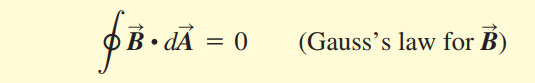 ∮ B⃗ · dA⃗ = 0 (Gauss’s law for B⃗)